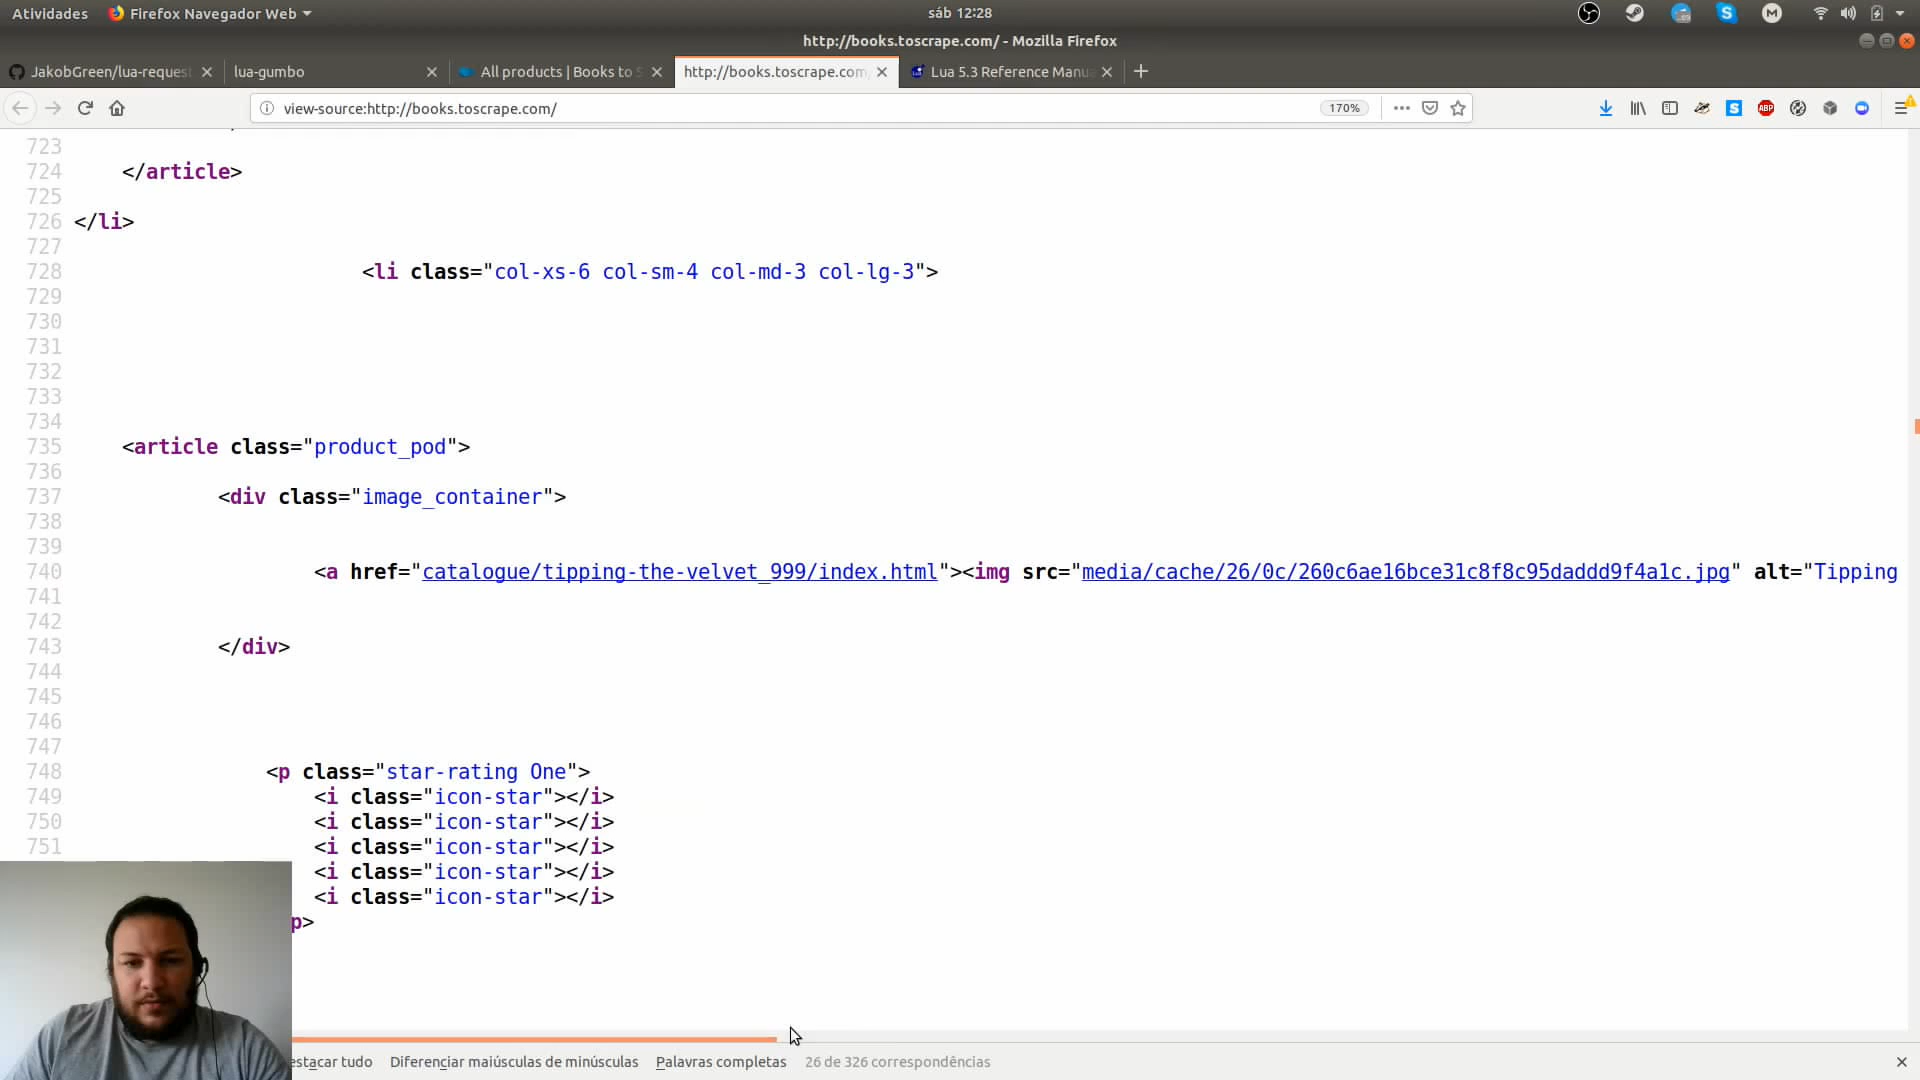 Atividades Firefox Navegador Web sáb 12:28
http://books.toscrape.com/ - Mozilla Firefox
JakobGreen/lua-reques lua-gumbo All products | Books to S http://books.toscrape.com Lua 5.3 Reference Manua
view-source:http://books.toscrape.com/ 170%
723
724 </article>
725
726 </li>
727
728 <li class="col-xs-6 col-sm-4 col-md-3 col-lg-3">
729
730
731
732
733
734
735 <article class="product_pod">
736
737 <div class="image_container">
738
739
740 <a href="catalogue/tipping-the-velvet_999/index.html"><img src="media/cache/26/0c/260c6ae16bce31c8f8c95daddd9f4a1c.jpg" alt="Tipping
741
742
743 </div>
744
745
746
747
748 <p class="star-rating One">
749 <i class="icon-star"></i>
750 <i class="icon-star"></i>
751 <i class="icon-star"></i>
<i class="icon-star"></i>
<i class="icon-star"></i>
p>
estacar tudo Diferenciar maiúsculas de minúsculas Palavras completas 26 de 326 correspondências